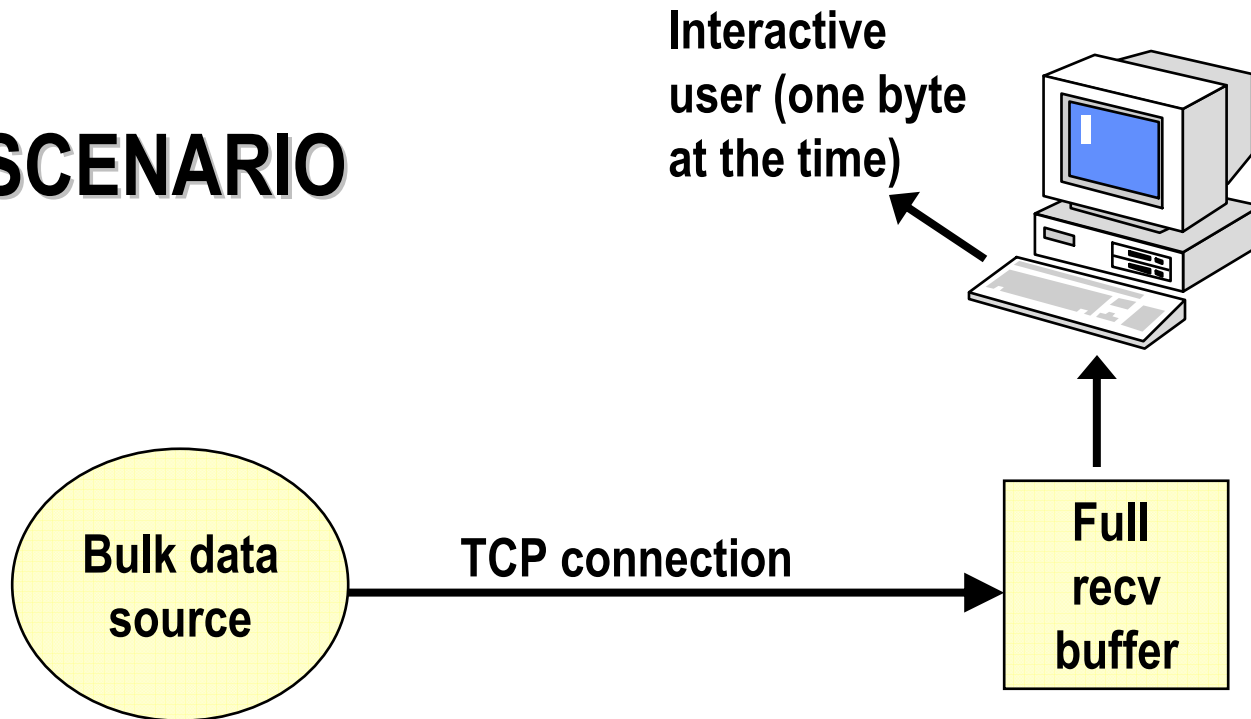 Interactive
user (one byte
at the time)
SCENARIO
Bulk data
source
TCP connection
Full
recv
buffer